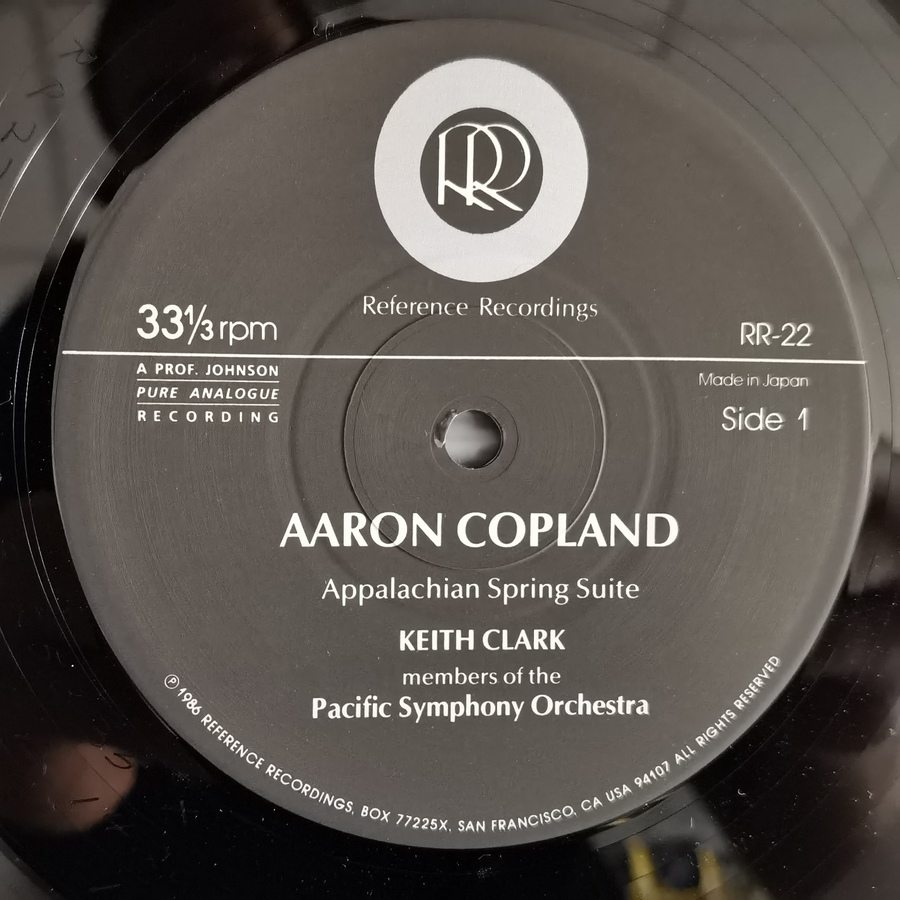 RR
Reference Recordings
33⅓ rpm
RR-22
A PROF. JOHNSON
PURE ANALOGUE
RECORDING
Made in Japan
Side 1
AARON COPLAND
Appalachian Spring Suite
KEITH CLARK
members of the
Pacific Symphony Orchestra
℗ 1986 REFERENCE RECORDINGS, BOX 77225X, SAN FRANCISCO, CA USA 94107 ALL RIGHTS RESERVED